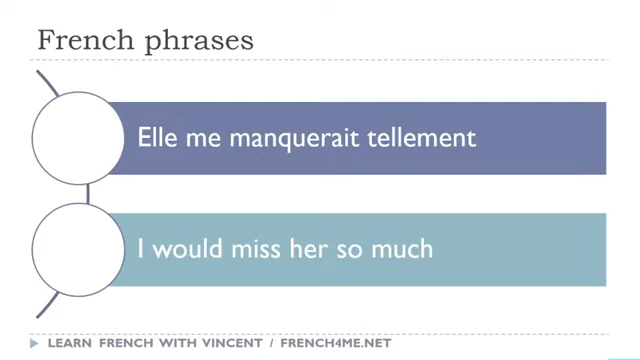 French phrases
Elle me manquerait tellement
I would miss her so much
LEARN FRENCH WITH VINCENT / FRENCH4ME.NET